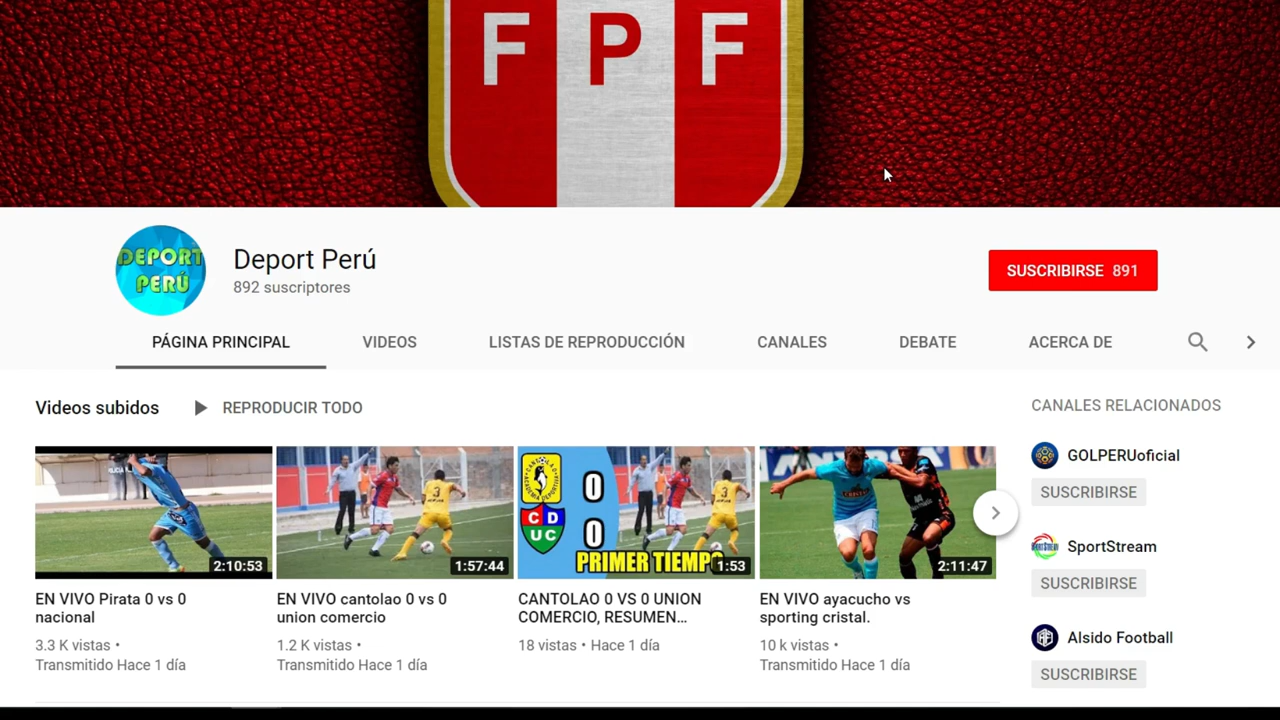 F P F
DEPORT
PERÚ
Deport Perú
892 suscriptores
SUSCRIBIRSE 891
PÁGINA PRINCIPAL
VIDEOS
LISTAS DE REPRODUCCIÓN
CANALES
DEBATE
ACERCA DE
Videos subidos
REPRODUCIR TODO
2:10:53
EN VIVO Pirata 0 vs 0
nacional
3.3 K vistas •
Transmitido Hace 1 día
3
1:57:44
EN VIVO cantolao 0 vs 0
union comercio
1.2 K vistas •
Transmitido Hace 1 día
0
C D
U C
0
3
PRIMER TIEMPO
1:53
CANTOLAO 0 VS 0 UNION
COMERCIO, RESUMEN...
18 vistas • Hace 1 día
2:11:47
EN VIVO ayacucho vs
sporting cristal.
10 k vistas •
Transmitido Hace 1 día
CANALES RELACIONADOS
GOLPERUoficial
SUSCRIBIRSE
SportStream
SUSCRIBIRSE
Alsido Football
SUSCRIBIRSE